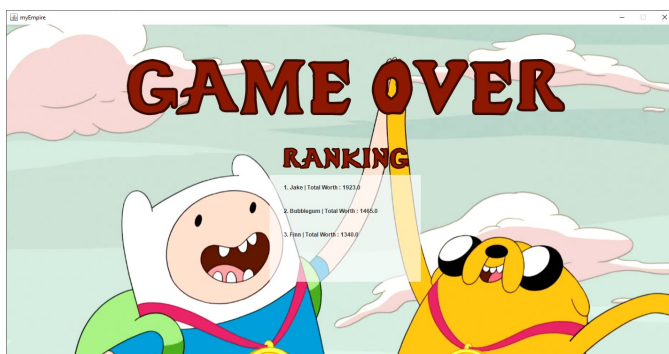 myEmpire
GAME OVER
RANKING
1. Jake | Total Worth : 1923.0
2. Bubblegum | Total Worth : 1465.0
3. Finn | Total Worth : 1340.0